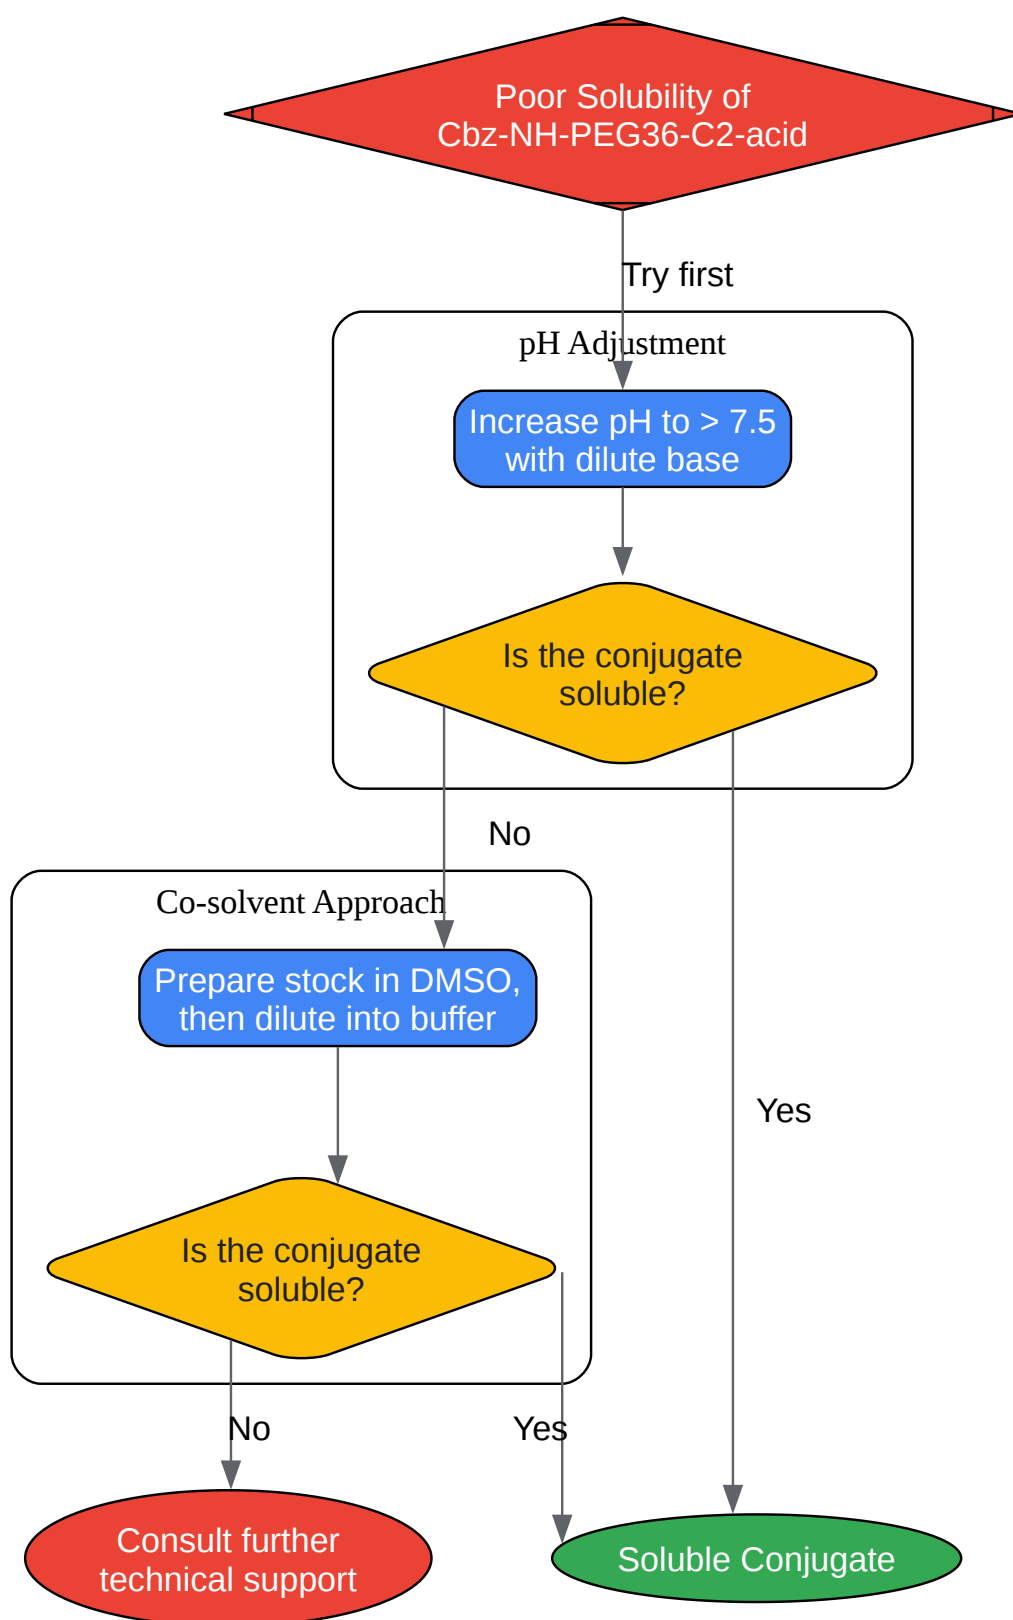 Poor Solubility of
Cbz-NH-PEG36-C2-acid
Try first
pH Adjustment
Increase pH to > 7.5
with dilute base
Is the conjugate
soluble?
No
Co-solvent Approach
Prepare stock in DMSO,
then dilute into buffer
Yes
Is the conjugate
soluble?
No
Yes
Consult further
technical support
Soluble Conjugate